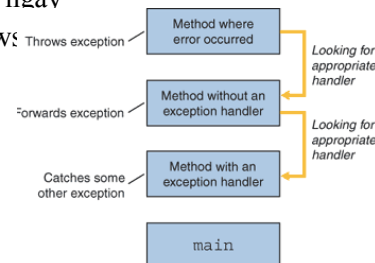 Throws exception
Method where
error occurred
Looking for
appropriate
handler
Forwards exception
Method without an
exception handler
Looking for
appropriate
handler
Catches some
other exception
Method with an
exception handler
main